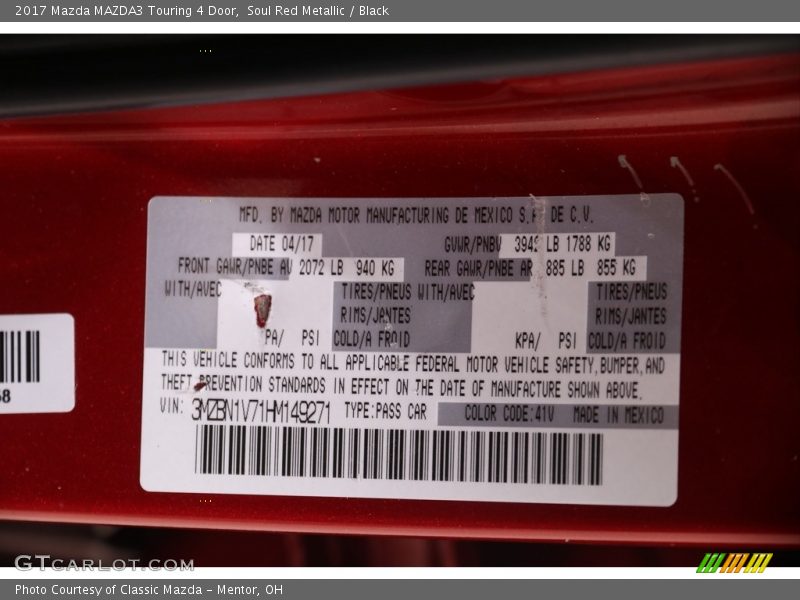 2017 Mazda MAZDA3 Touring 4 Door,  Soul Red Metallic / Black
MFD. BY MAZDA MOTOR MANUFACTURING DE MEXICO DE C.V.
DATE 04/17 GVWR/PNBV LB 1788 KG
FRONT GAWR/PNBE AV 2072 LB 940 KG REAR GAWR/PNBE AR 885 LB 855 KG
WITH/AVEC TIRES/PNEUS WITH/AVEC TIRES/PNEUS
RIMS/JANTES RIMS/JANTES
PA/ PSI COLD/A FROID KPA/ PSI COLD/A FROID
THIS VEHICLE CONFORMS TO ALL APPLICABLE FEDERAL MOTOR VEHICLE SAFETY,BUMPER,AND
THEFT PREVENTION STANDARDS IN EFFECT ON THE DATE OF MANUFACTURE SHOWN ABOVE.
VIN: 3MZBN1V71HM149271 TYPE:PASS CAR COLOR CODE:41V MADE IN MEXICO
GTCARLOT.COM
Photo Courtesy of Classic Mazda - Mentor, OH